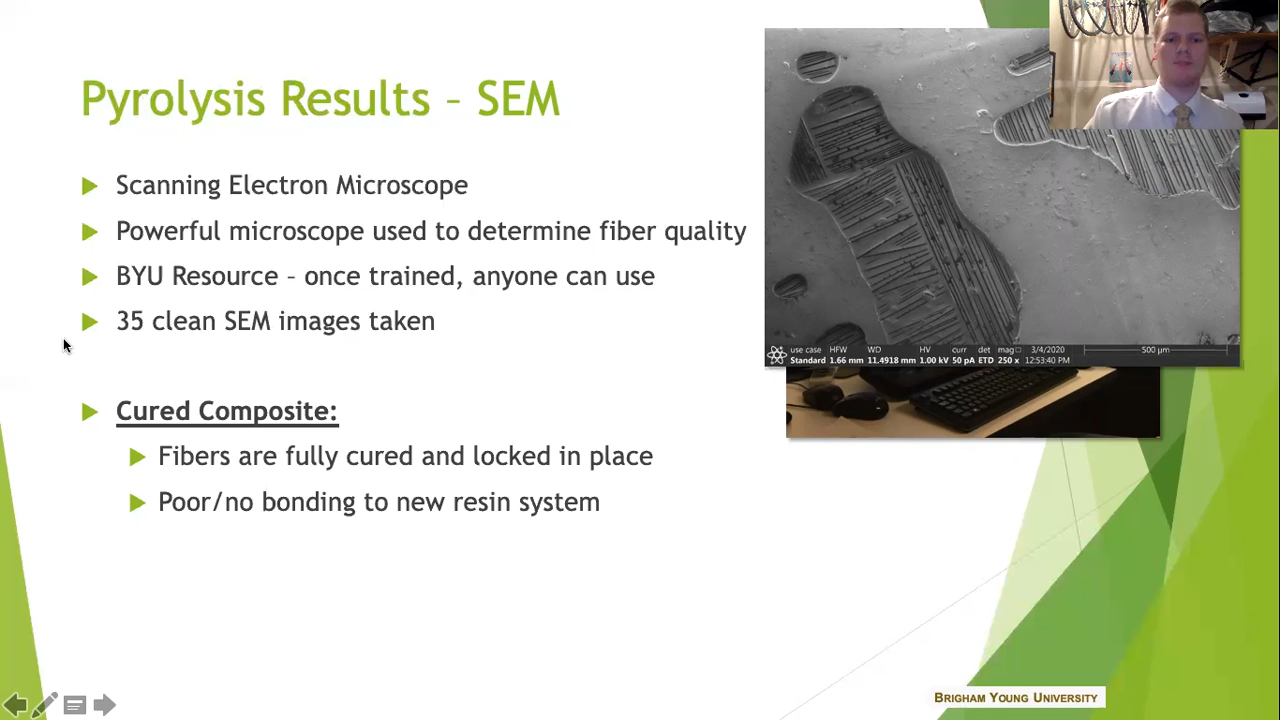 Pyrolysis Results – SEM
Scanning Electron Microscope
Powerful microscope used to determine fiber quality
BYU Resource – once trained, anyone can use
35 clean SEM images taken
Cured Composite:
Fibers are fully cured and locked in place
Poor/no bonding to new resin system
use case HFW WD HV curr det mag □ 3/4/2020 500 µm
Standard 1.66 mm 11.4918 mm 1.00 kV 50 pA ETD 250 x 12:53:40 PM
BRIGHAM YOUNG UNIVERSITY